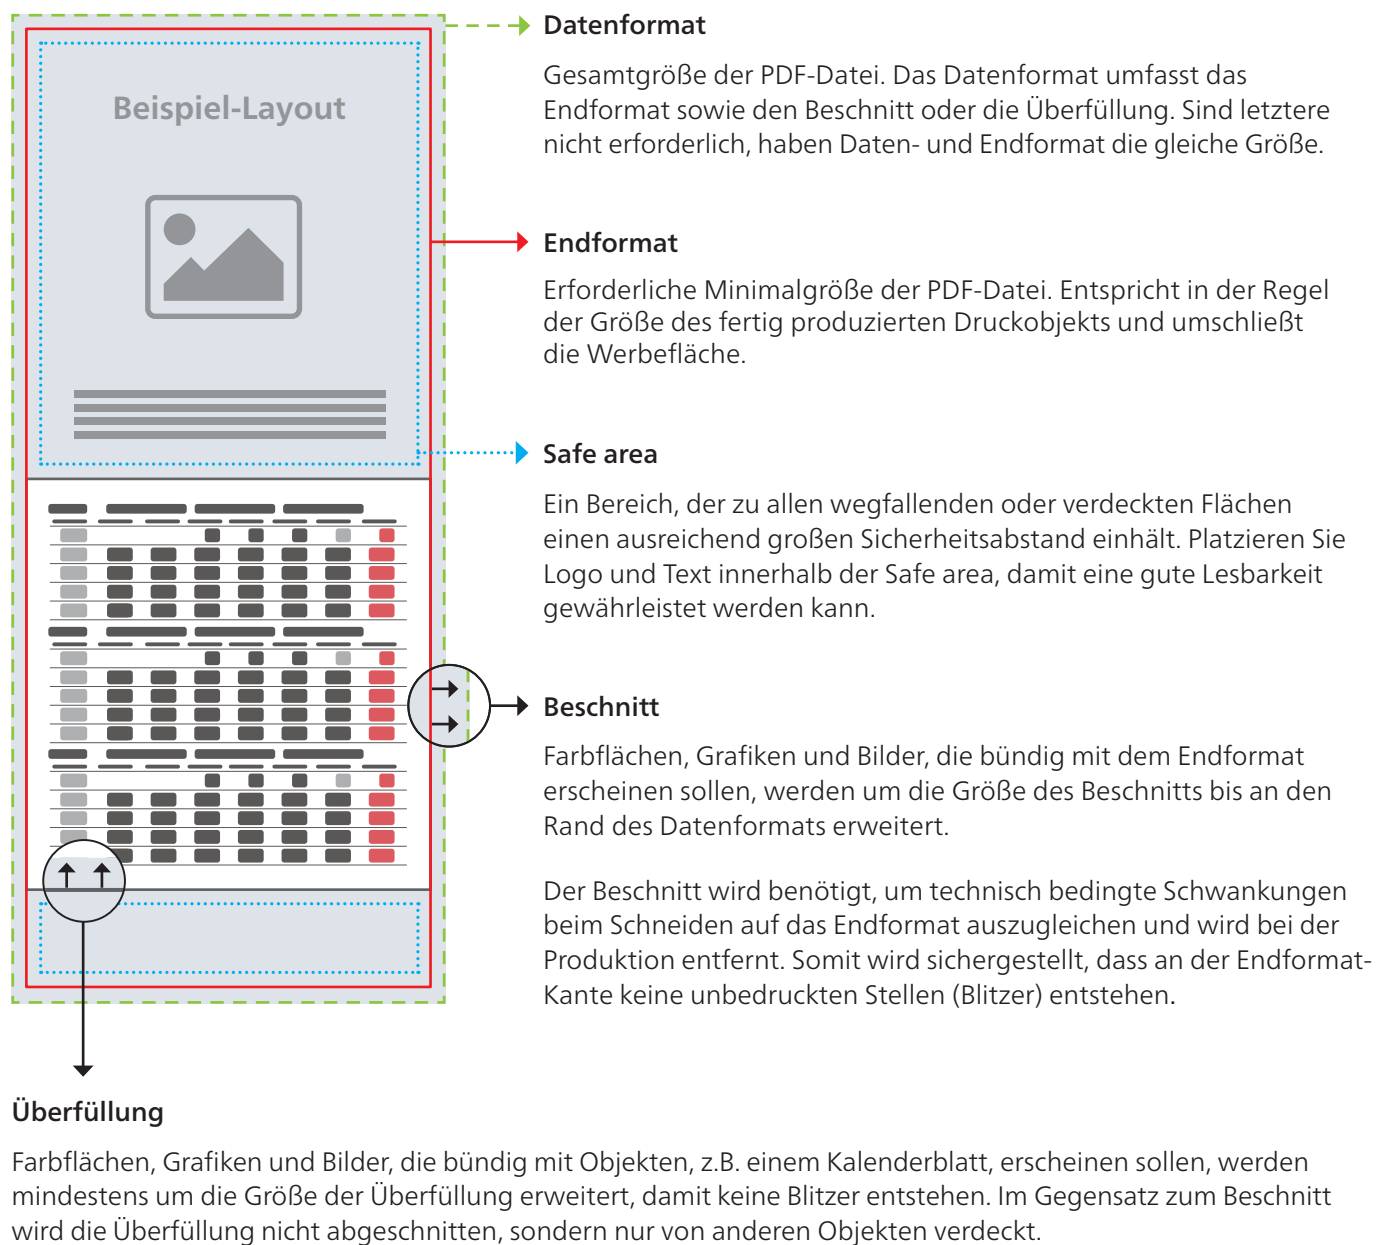 Beispiel-Layout
Datenformat
Gesamtgröße der PDF-Datei. Das Datenformat umfasst das
Endformat sowie den Beschnitt oder die Überfüllung. Sind letztere
nicht erforderlich, haben Daten- und Endformat die gleiche Größe.
Endformat
Erforderliche Minimalgröße der PDF-Datei. Entspricht in der Regel
der Größe des fertig produzierten Druckobjekts und umschließt
die Werbefläche.
Safe area
Ein Bereich, der zu allen wegfallenden oder verdeckten Flächen
einen ausreichend großen Sicherheitsabstand einhält. Platzieren Sie
Logo und Text innerhalb der Safe area, damit eine gute Lesbarkeit
gewährleistet werden kann.
Beschnitt
Farbflächen, Grafiken und Bilder, die bündig mit dem Endformat
erscheinen sollen, werden um die Größe des Beschnitts bis an den
Rand des Datenformats erweitert.
Der Beschnitt wird benötigt, um technisch bedingte Schwankungen
beim Schneiden auf das Endformat auszugleichen und wird bei der
Produktion entfernt. Somit wird sichergestellt, dass an der Endformat-
Kante keine unbedruckten Stellen (Blitzer) entstehen.
Überfüllung
Farbflächen, Grafiken und Bilder, die bündig mit Objekten, z.B. einem Kalenderblatt, erscheinen sollen, werden
mindestens um die Größe der Überfüllung erweitert, damit keine Blitzer entstehen. Im Gegensatz zum Beschnitt
wird die Überfüllung nicht abgeschnitten, sondern nur von anderen Objekten verdeckt.